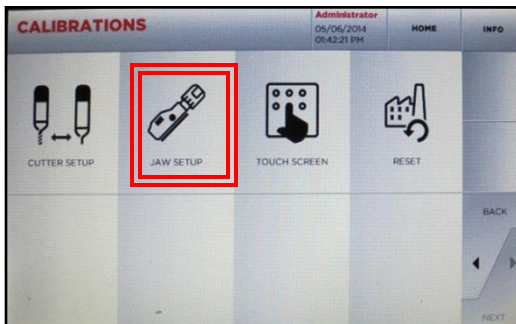 CALIBRATIONS
Administrator
05/06/2014
01:42:21 PM
HOME
INFO
CUTTER SETUP
JAW SETUP
TOUCH SCREEN
RESET
BACK
NEXT